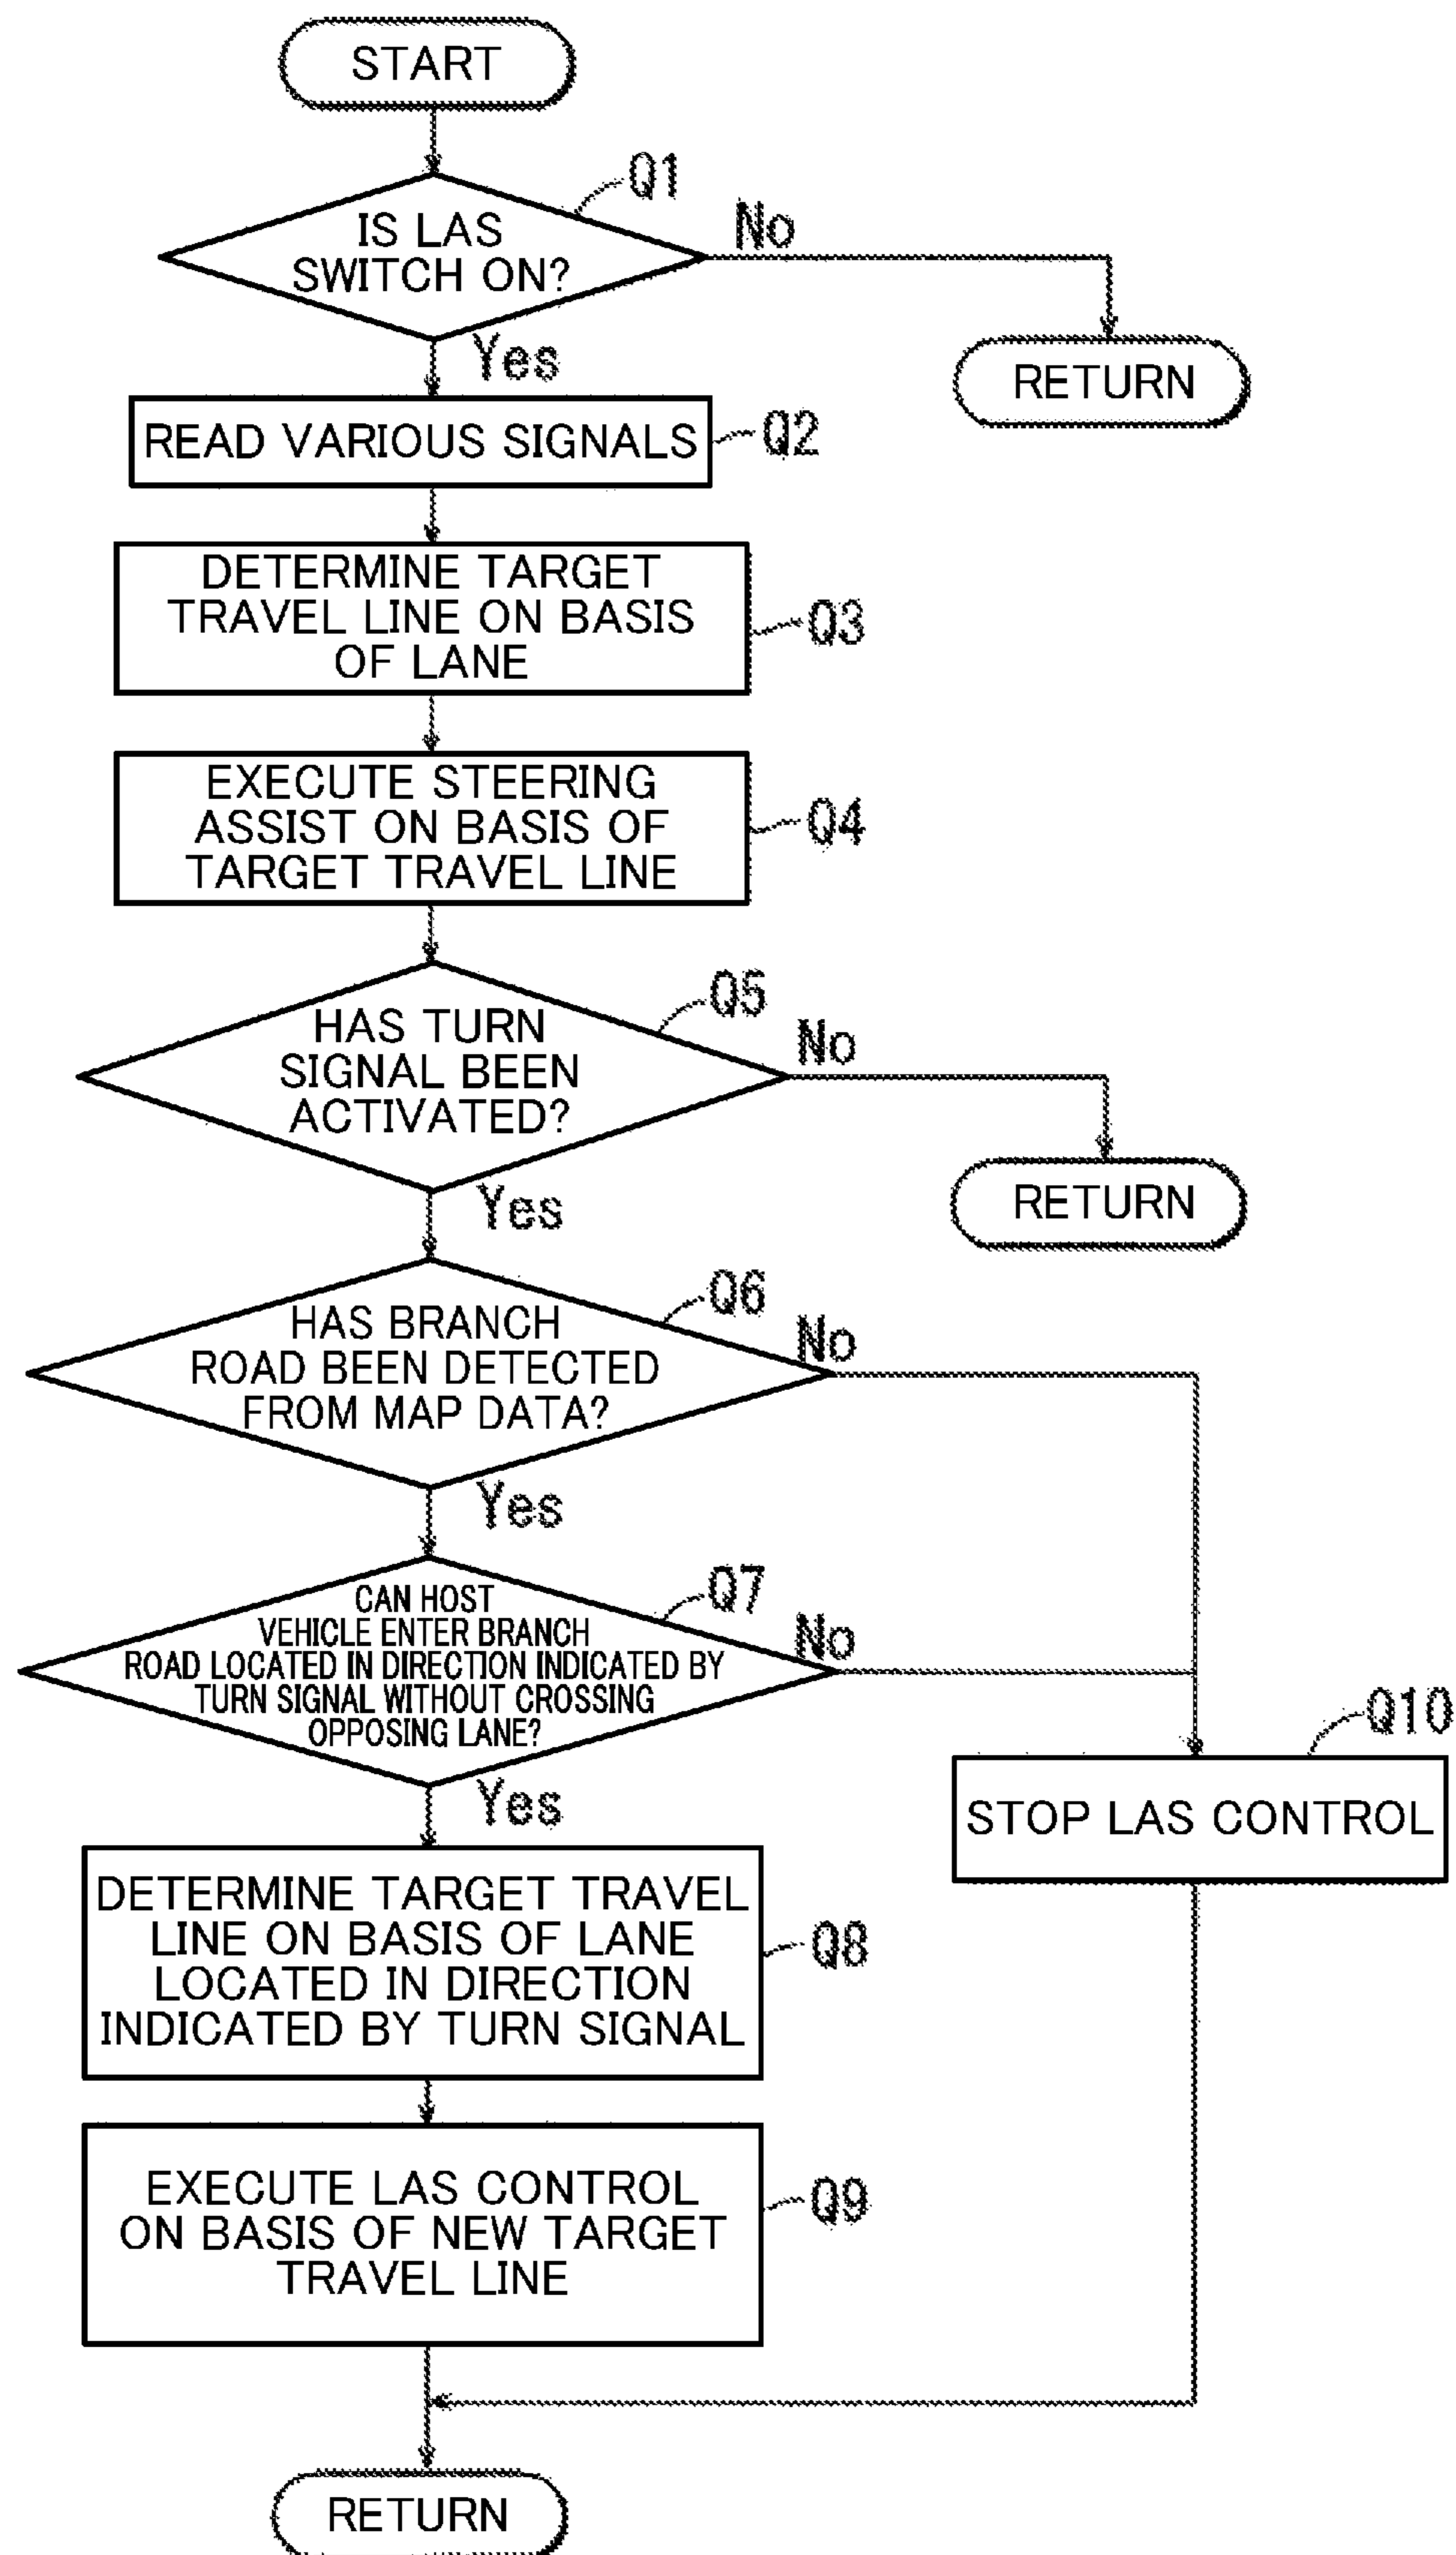 START
Q1
IS LAS
SWITCH ON?
No
RETURN
Yes
READ VARIOUS SIGNALS
Q2
DETERMINE TARGET
TRAVEL LINE ON BASIS
OF LANE
Q3
EXECUTE STEERING
ASSIST ON BASIS OF
TARGET TRAVEL LINE
Q4
Q5
HAS TURN
SIGNAL BEEN
ACTIVATED?
No
RETURN
Yes
Q6
HAS BRANCH
ROAD BEEN DETECTED
FROM MAP DATA?
No
Yes
Q7
CAN HOST
VEHICLE ENTER BRANCH
ROAD LOCATED IN DIRECTION INDICATED BY
TURN SIGNAL WITHOUT CROSSING
OPPOSING LANE?
No
Q10
STOP LAS CONTROL
Yes
DETERMINE TARGET TRAVEL
LINE ON BASIS OF LANE
LOCATED IN DIRECTION
INDICATED BY TURN SIGNAL
Q8
EXECUTE LAS CONTROL
ON BASIS OF NEW TARGET
TRAVEL LINE
Q9
RETURN